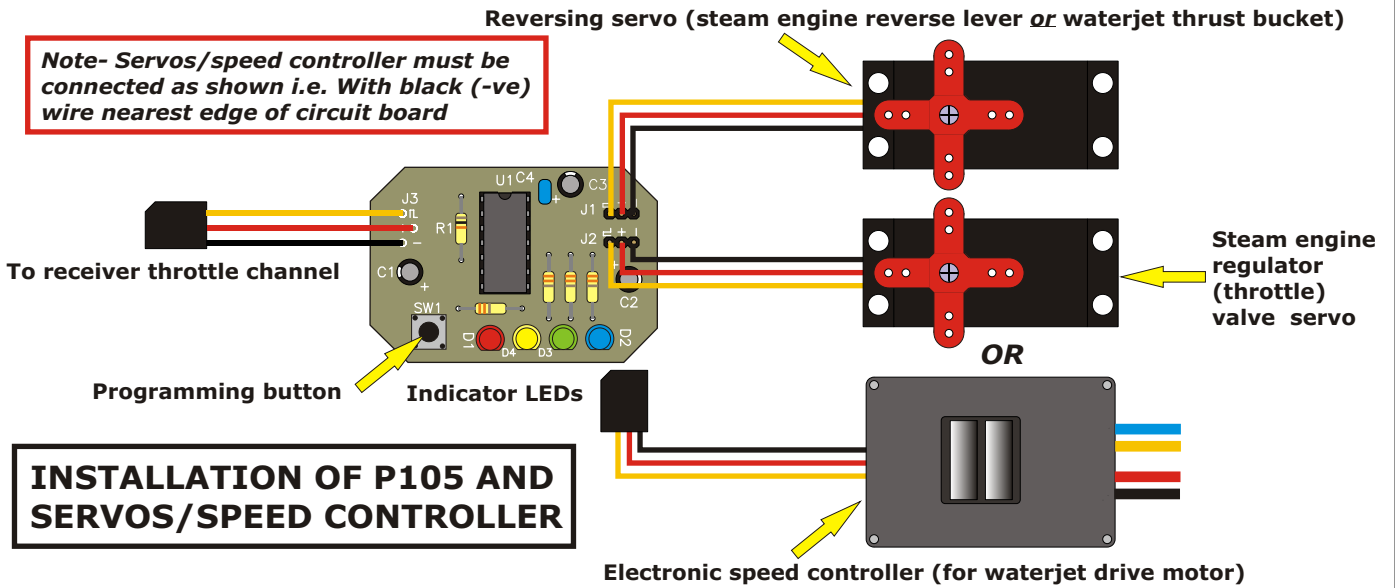 Reversing servo (steam engine reverse lever or waterjet thrust bucket)
Note- Servos/speed controller must be
connected as shown i.e. With black (-ve)
wire nearest edge of circuit board
U1
C4
+
C3
J3
R1
J1
+
−
J2
+
−
−
To receiver throttle channel
C1
+
+
C2
SW1
D1
D4
D3
D2
Steam engine
regulator
(throttle)
valve servo
OR
Programming button
Indicator LEDs
INSTALLATION OF P105 AND
SERVOS/SPEED CONTROLLER
Electronic speed controller (for waterjet drive motor)